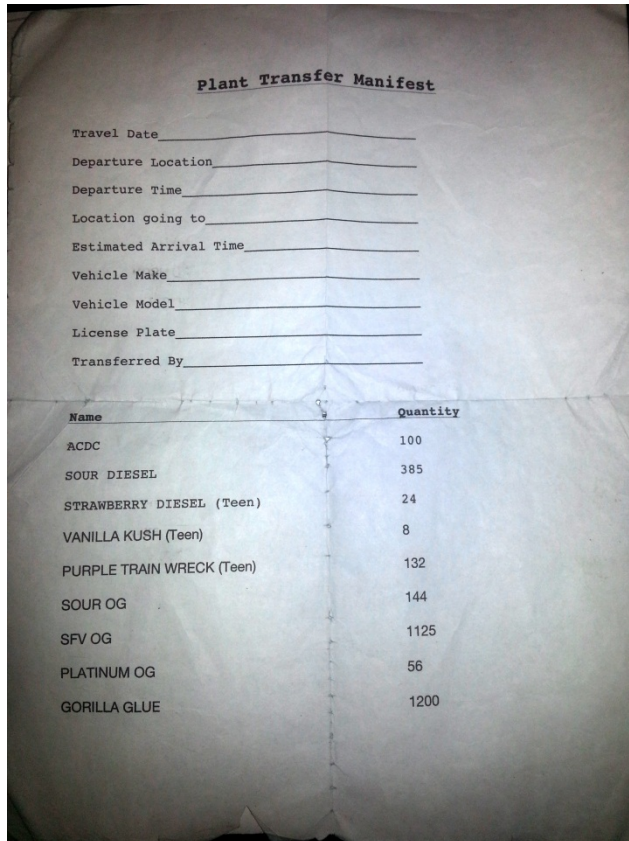 Plant Transfer Manifest
Travel Date
Departure Location
Departure Time
Location going to
Estimated Arrival Time
Vehicle Make
Vehicle Model
License Plate
Transferred By
Name Quantity
ACDC 100
SOUR DIESEL 385
STRAWBERRY DIESEL (Teen) 24
VANILLA KUSH (Teen) 8
PURPLE TRAIN WRECK (Teen) 132
SOUR OG 144
SFV OG 1125
PLATINUM OG 56
GORILLA GLUE 1200